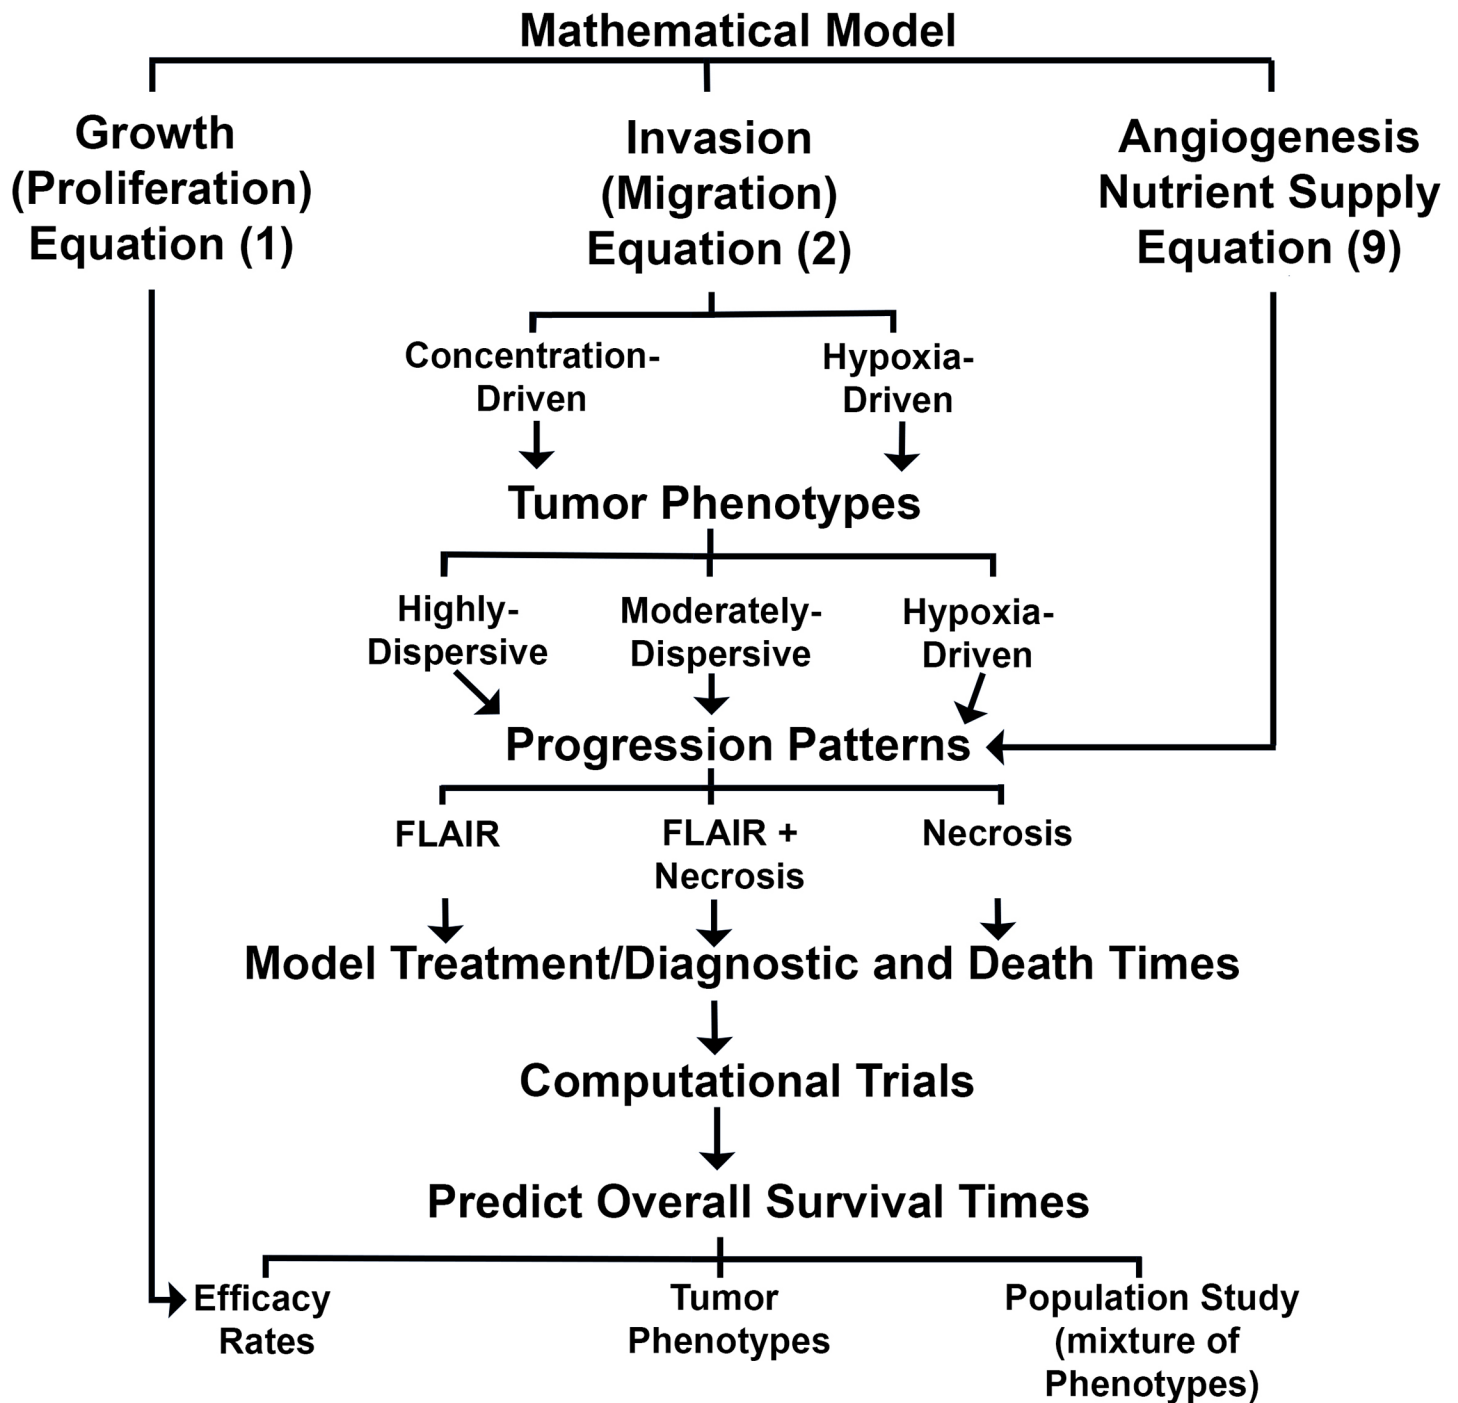 Mathematical Model
Growth
(Proliferation)
Equation (1)
Invasion
(Migration)
Equation (2)
Angiogenesis
Nutrient Supply
Equation (9)
Concentration-
Driven
Hypoxia-
Driven
Tumor Phenotypes
Highly-
Dispersive
Moderately-
Dispersive
Hypoxia-
Driven
Progression Patterns
FLAIR
FLAIR +
Necrosis
Necrosis
Model Treatment/Diagnostic and Death Times
Computational Trials
Predict Overall Survival Times
Efficacy
Rates
Tumor
Phenotypes
Population Study
(mixture of
Phenotypes)